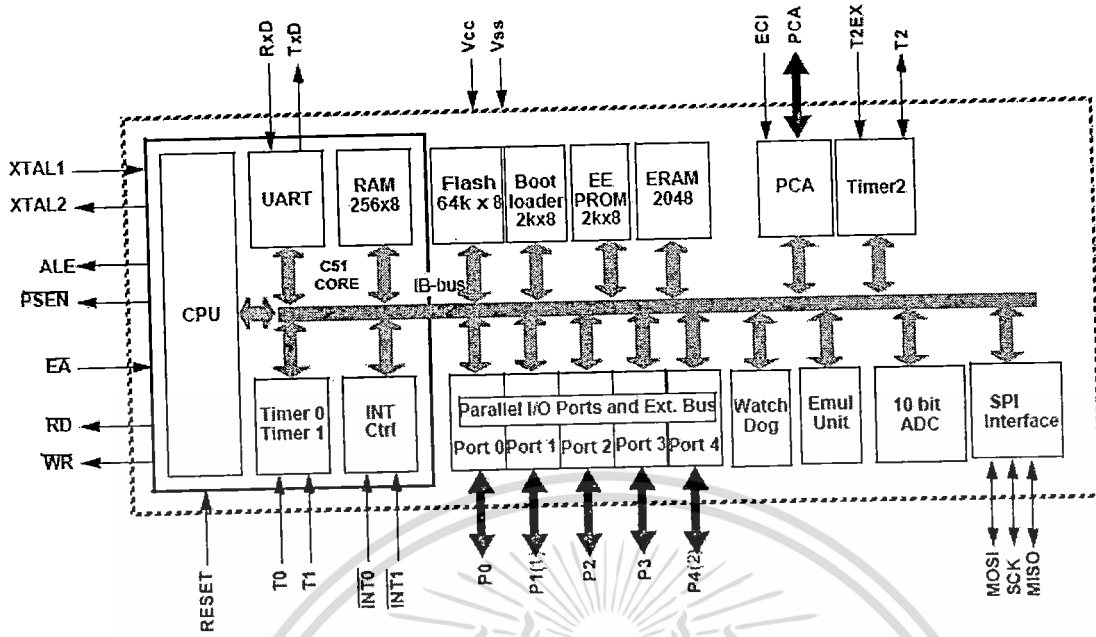 RxD
TxD
Vcc
Vss
ECI
PCA
T2EX
T2
XTAL1
XTAL2
ALE
PSEN
EA
RD
WR
CPU
UART
RAM
256x8
Flash
64k x 8
Boot
loader
2kx8
EE
PROM
2kx8
ERAM
2048
PCA
Timer2
C51
CORE
IB-bus
Timer 0
Timer 1
INT
Ctrl
Parallel I/O Ports and Ext. Bus
Port 0
Port 1
Port 2
Port 3
Port 4
Watch
Dog
Emul
Unit
10 bit
ADC
SPI
Interface
RESET
T0
T1
INT0
INT1
P0
P1(1)
P2
P3
P4(2)
MOSI
SCK
MISO